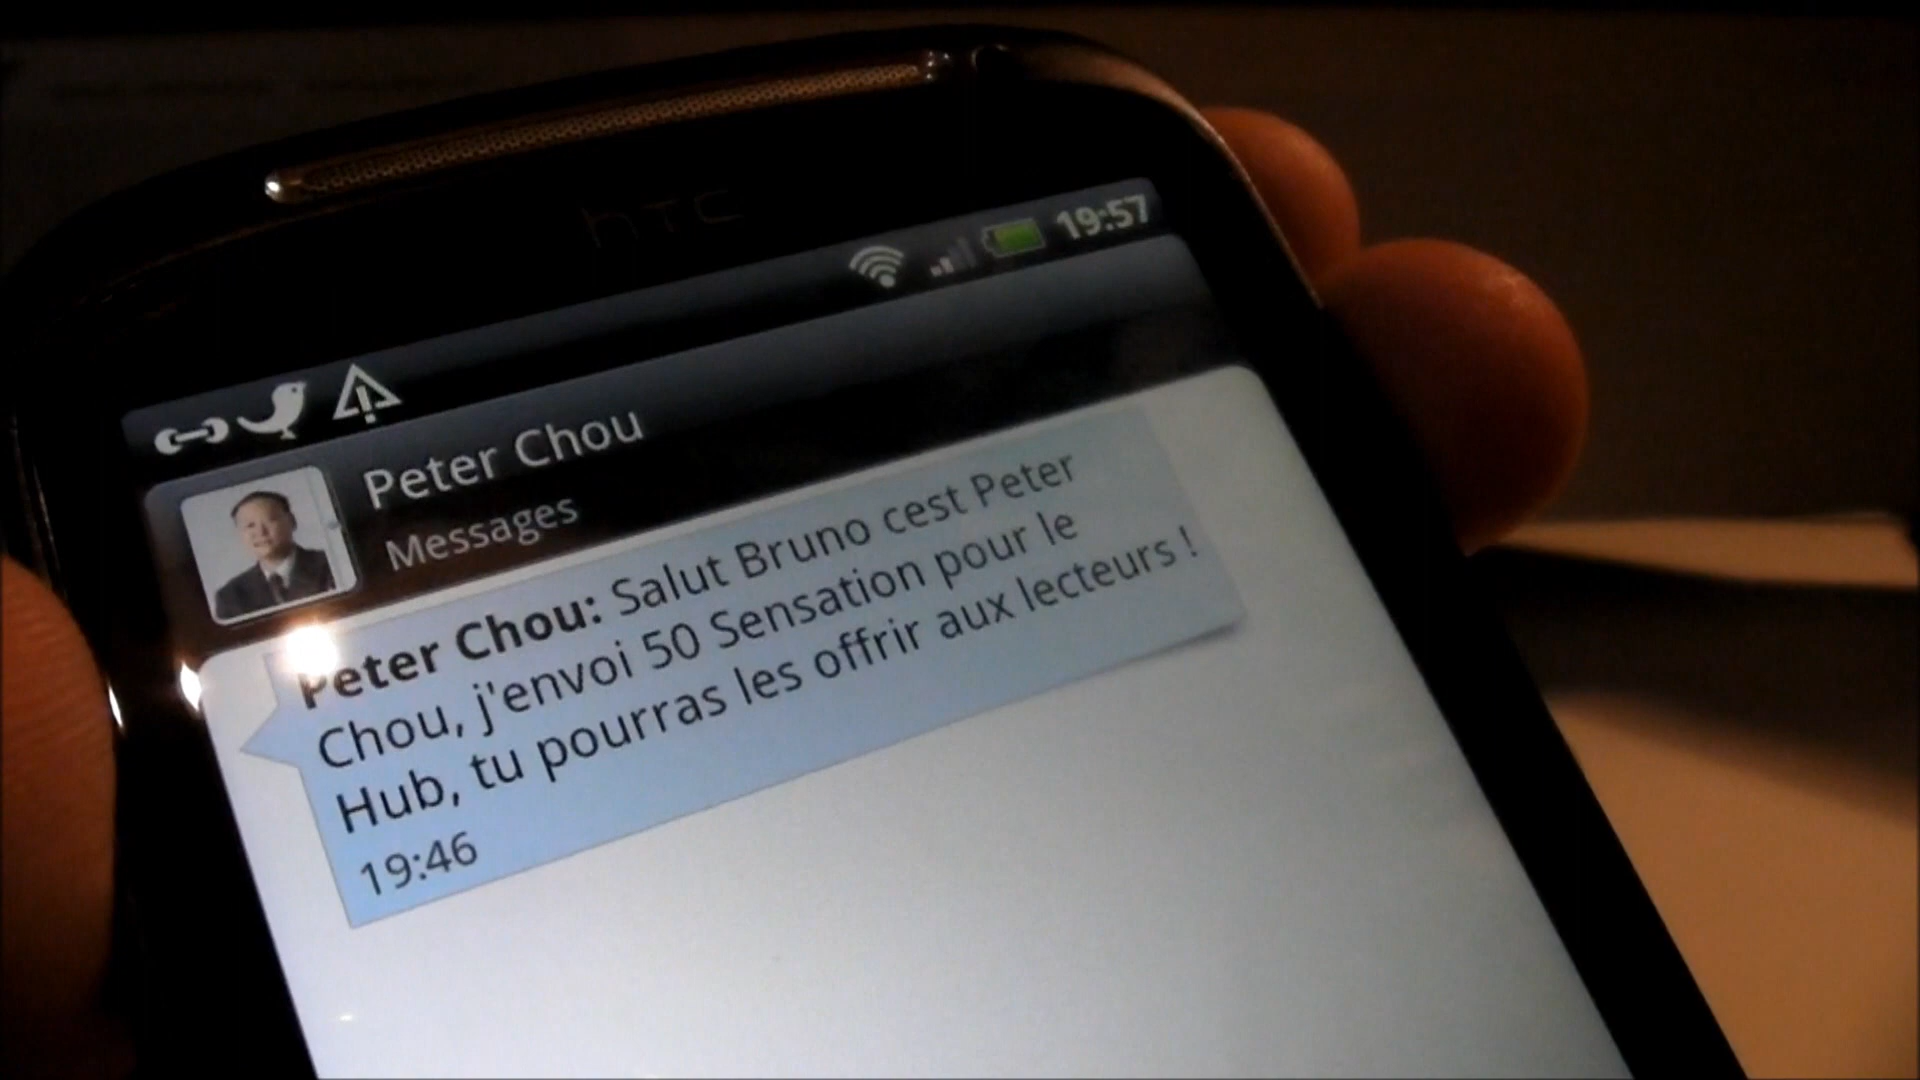 htc
19:57
Peter Chou
Messages
Peter Chou: Salut Bruno cest Peter
Chou, j'envoi 50 Sensation pour le
Hub, tu pourras les offrir aux lecteurs !
19:46